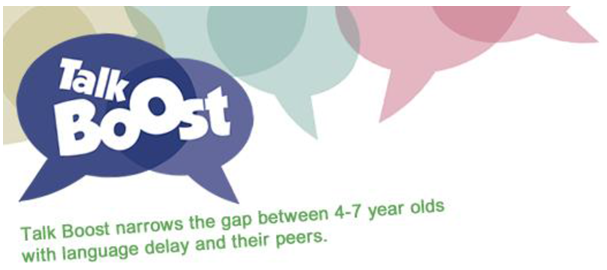 Talk
Boost
Talk Boost narrows the gap between 4-7 year olds
with language delay and their peers.